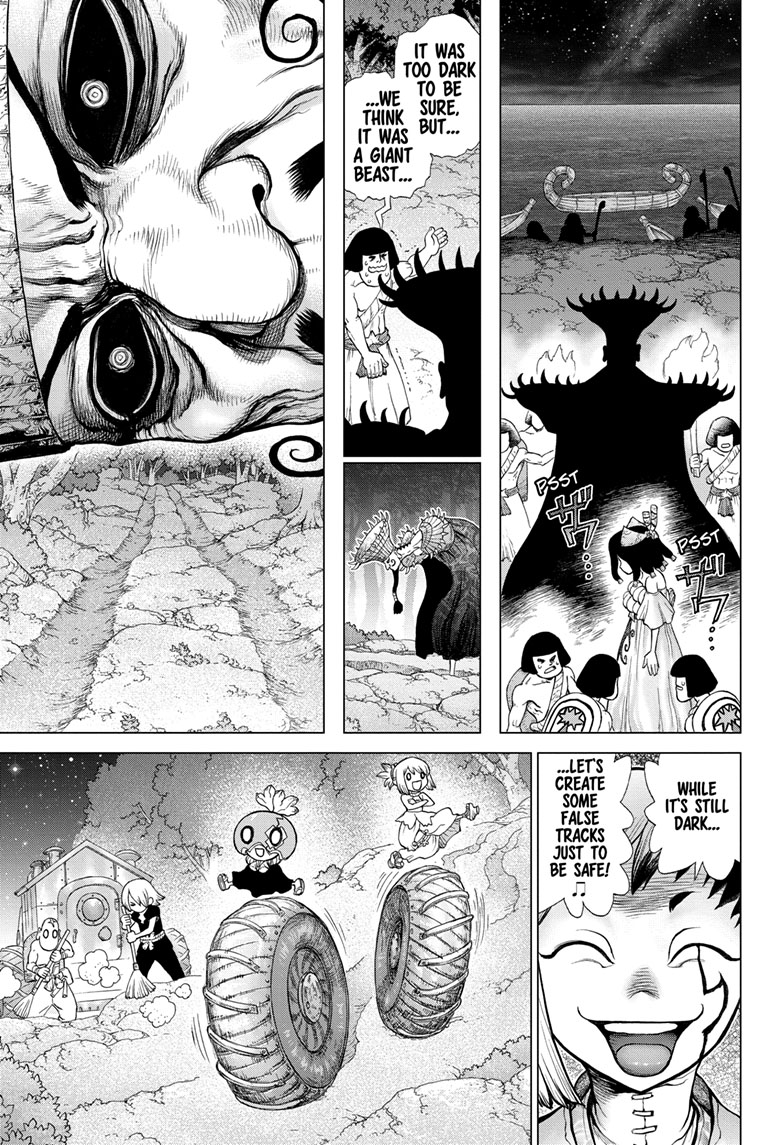 PSST
ザワ…
PSST
ザワ…
IT WAS
TOO DARK
TO BE
SURE,
BUT...
...WE
THINK
IT WAS
A GIANT
BEAST...
WHILE
IT'S STILL
DARK...
...LET'S
CREATE
SOME
FALSE
TRACKS
JUST TO
BE SAFE!
♫